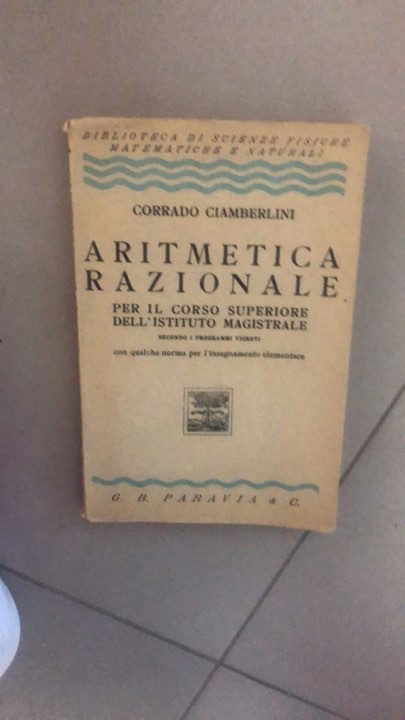 BIBLIOTECA DI SCIENZE FISICHE
MATEMATICHE E NATURALI
CORRADO CIAMBERLINI
ARITMETICA
RAZIONALE
PER IL CORSO SUPERIORE
DELL'ISTITUTO MAGISTRALE
SECONDO I PROGRAMMI VIGENTI
con qualche norma per l'insegnamento elementare
G. B. PARAVIA & C.